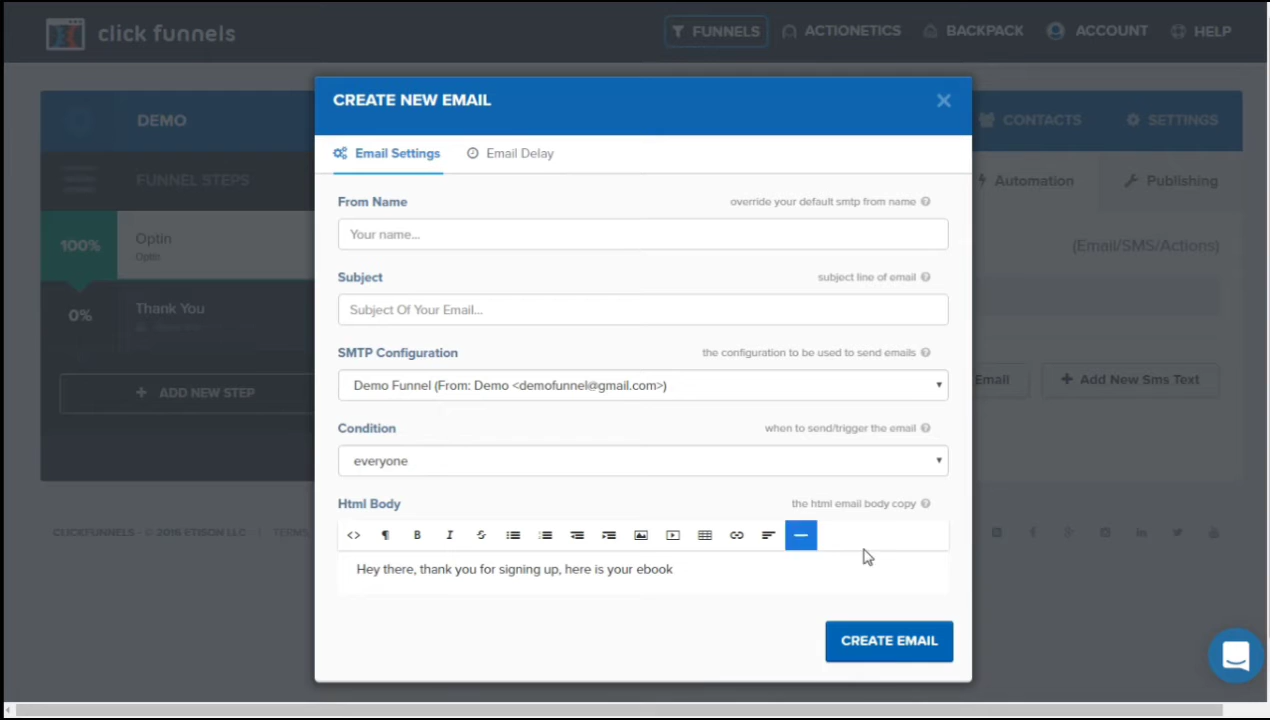 click funnels
FUNNELS
ACTIONETICS
BACKPACK
ACCOUNT
HELP
CREATE NEW EMAIL
DEMO
CONTACTS
SETTINGS
Email Settings
Email Delay
FUNNEL STEPS
Automation
Publishing
From Name
override your default smtp from name
Your name...
100%
Optin
Optin
(Email/SMS/Actions)
Subject
subject line of email
Subject Of Your Email...
0%
Thank You
SMTP Configuration
the configuration to be used to send emails
Demo Funnel (From: Demo <demofunnel@gmail.com>)
Email
+ Add New Sms Text
+ ADD NEW STEP
Condition
when to send/trigger the email
everyone
Html Body
the html email body copy
CLICKFUNNELS - © 2016 ETISON LLC | TERMS
Hey there, thank you for signing up, here is your ebook
CREATE EMAIL